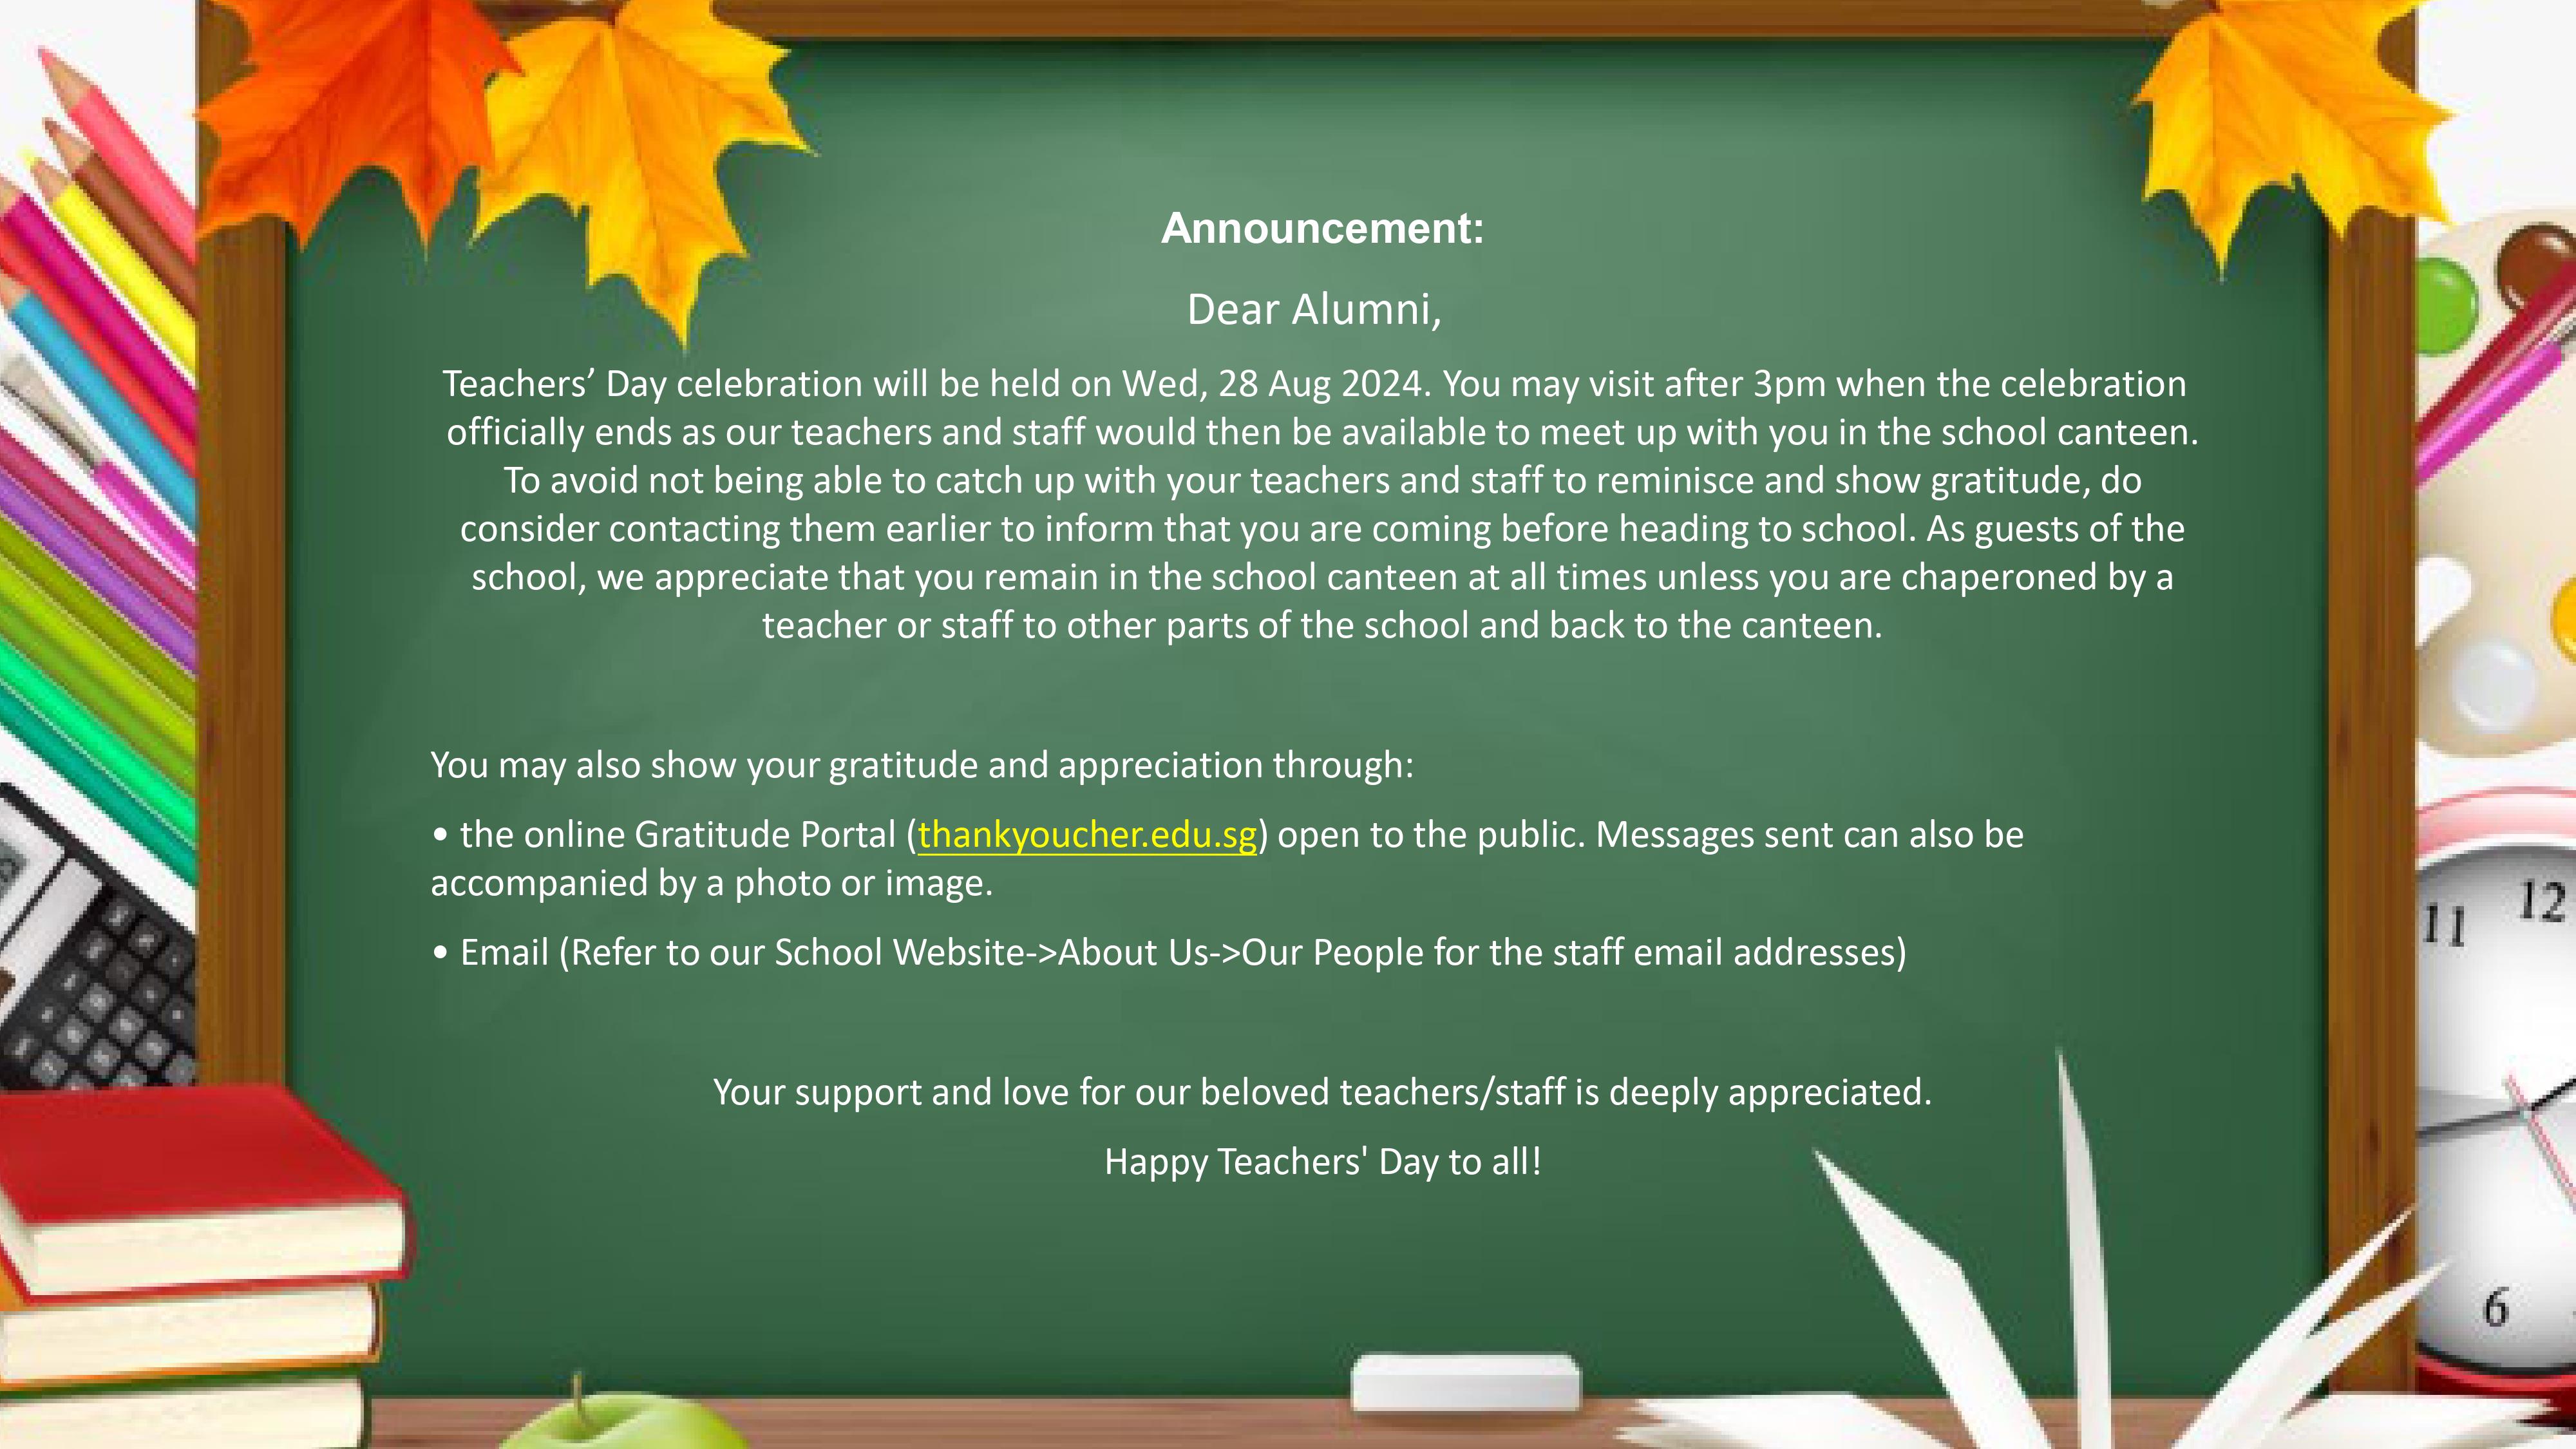 Announcement:
Dear Alumni,
Teachers’ Day celebration will be held on Wed, 28 Aug 2024. You may visit after 3pm when the celebration
officially ends as our teachers and staff would then be available to meet up with you in the school canteen.
To avoid not being able to catch up with your teachers and staff to reminisce and show gratitude, do
consider contacting them earlier to inform that you are coming before heading to school. As guests of the
school, we appreciate that you remain in the school canteen at all times unless you are chaperoned by a
teacher or staff to other parts of the school and back to the canteen.
You may also show your gratitude and appreciation through:
• the online Gratitude Portal (thankyoucher.edu.sg) open to the public. Messages sent can also be
accompanied by a photo or image.
• Email (Refer to our School Website->About Us->Our People for the staff email addresses)
Your support and love for our beloved teachers/staff is deeply appreciated.
Happy Teachers' Day to all!
11 12
6